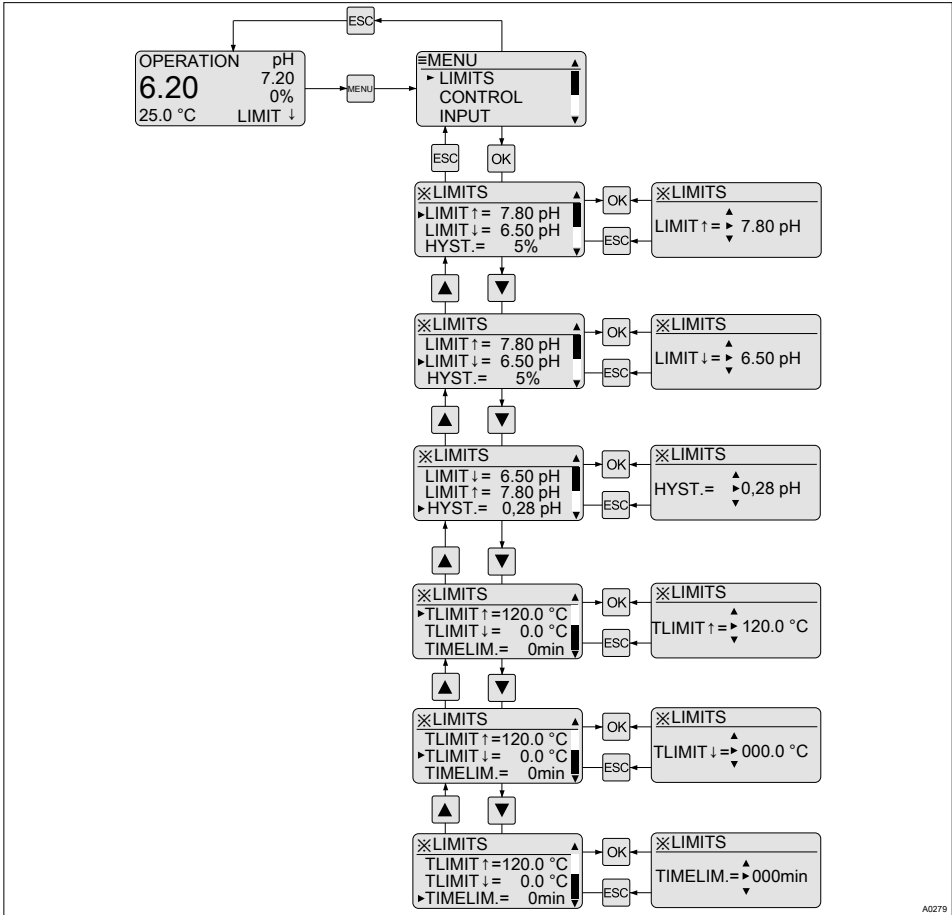 ESC
OPERATION pH
6.20 7.20
0%
25.0 °C LIMIT ↓
MENU
≡MENU ▲
► LIMITS
CONTROL
INPUT ▼
ESC OK
※LIMITS ▲
►LIMIT↑= 7.80 pH
LIMIT↓= 6.50 pH
HYST.= 5% ▼
OK
ESC
※LIMITS
▲
LIMIT↑= ► 7.80 pH
▼
▲ ▼
※LIMITS ▲
LIMIT↑= 7.80 pH
►LIMIT↓= 6.50 pH
HYST.= 5% ▼
OK
ESC
※LIMITS
▲
LIMIT↓= ► 6.50 pH
▼
▲ ▼
※LIMITS ▲
LIMIT↓= 6.50 pH
LIMIT↑= 7.80 pH
►HYST.= 0,28 pH ▼
OK
ESC
※LIMITS
▲
HYST.= ►0,28 pH
▼
▲ ▼
※LIMITS ▲
►TLIMIT↑=120.0 °C
TLIMIT↓= 0.0 °C
TIMELIM.= 0min ▼
OK
ESC
※LIMITS
▲
TLIMIT↑=► 120.0 °C
▼
▲ ▼
※LIMITS ▲
TLIMIT↑=120.0 °C
►TLIMIT↓= 0.0 °C
TIMELIM.= 0min ▼
OK
ESC
※LIMITS
▲
TLIMIT↓=► 000.0 °C
▼
▲ ▼
※LIMITS ▲
TLIMIT↑=120.0 °C
TLIMIT↓= 0.0 °C
►TIMELIM.= 0min ▼
OK
ESC
※LIMITS
▲
TIMELIM.=►000min
▼
A0279